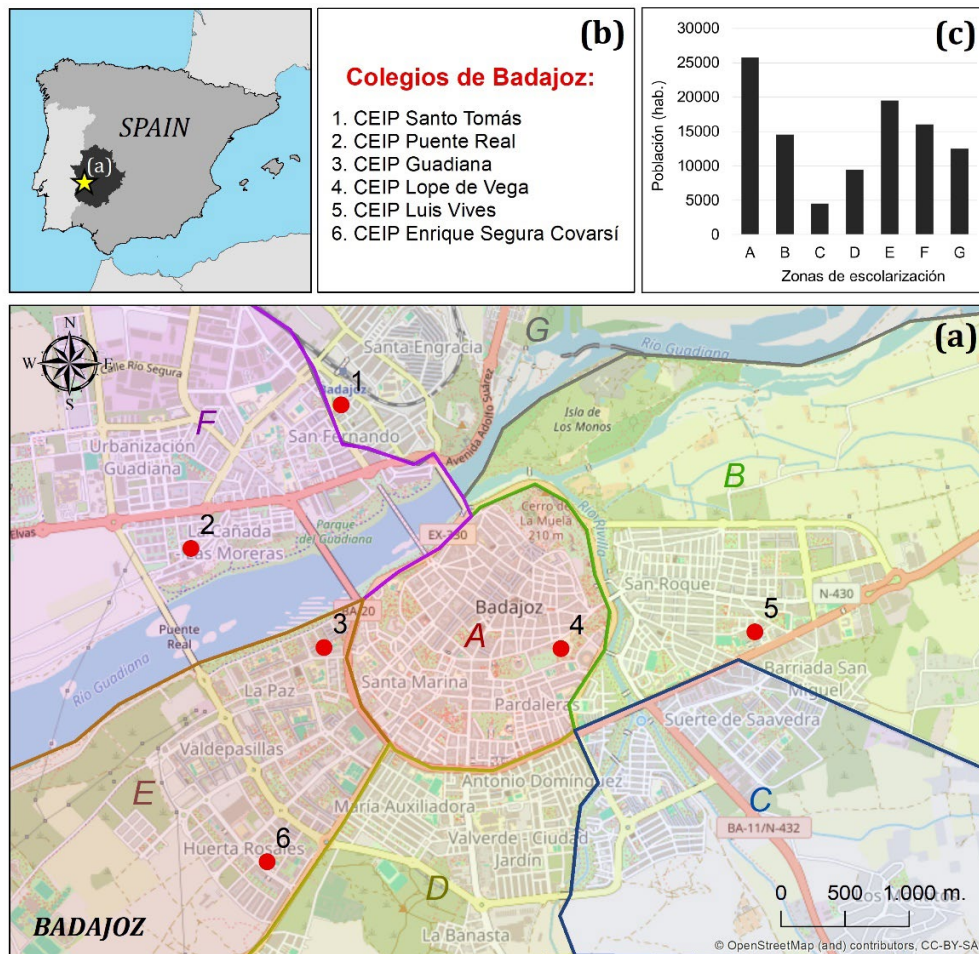 SPAIN
(a)
(b)
Colegios de Badajoz:
1. CEIP Santo Tomás
2. CEIP Puente Real
3. CEIP Guadiana
4. CEIP Lope de Vega
5. CEIP Luis Vives
6. CEIP Enrique Segura Covarsí
(c)
30000
25000
20000
15000
10000
5000
0
Población (hab.)
A B C D E F G
Zonas de escolarización
(a)
N
W E
S
G
Santa Engracia
Río Guadiana
Calle Río Segura
1
Badajoz
Avenida Adolfo Suárez
Isla de
Los Monos
F
San Fernando
Urbanización
Guadiana
B
Elvas
2
La Cañada
Las Moreras
Parque
del Guadiana
Cerro de
La Muela
210 m
EX-
Rivilla
San Roque
N-430
Badajoz
BA-20
Puente
Real
3
A
4
5
Río Guadiana
La Paz
Santa Marina
Pardaleras
Barriada San
Miguel
Suerte de Saavedra
Valdepasillas
E
Antonio Domínguez
C
María Auxiliadora
BA-11/N-432
6
Huerta Rosales
Valverde - Ciudad
Jardín
D
0 500 1.000 m.
BADAJOZ
La Banasta
© OpenStreetMap (and) contributors, CC-BY-SA